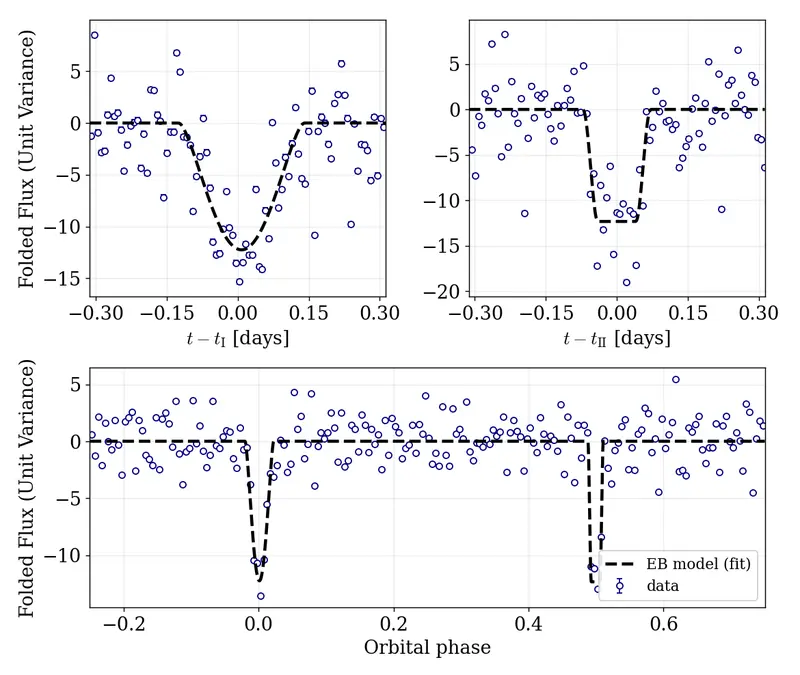 Folded Flux (Unit Variance)
5
0
−5
−10
−15
−0.30 −0.15 0.00 0.15 0.30
t − tI [days]
5
0
−5
−10
−15
−20
−0.30 −0.15 0.00 0.15 0.30
t − tII [days]
Folded Flux (Unit Variance)
5
0
−5
−10
−0.2 0.0 0.2 0.4 0.6
Orbital phase
EB model (fit)
data